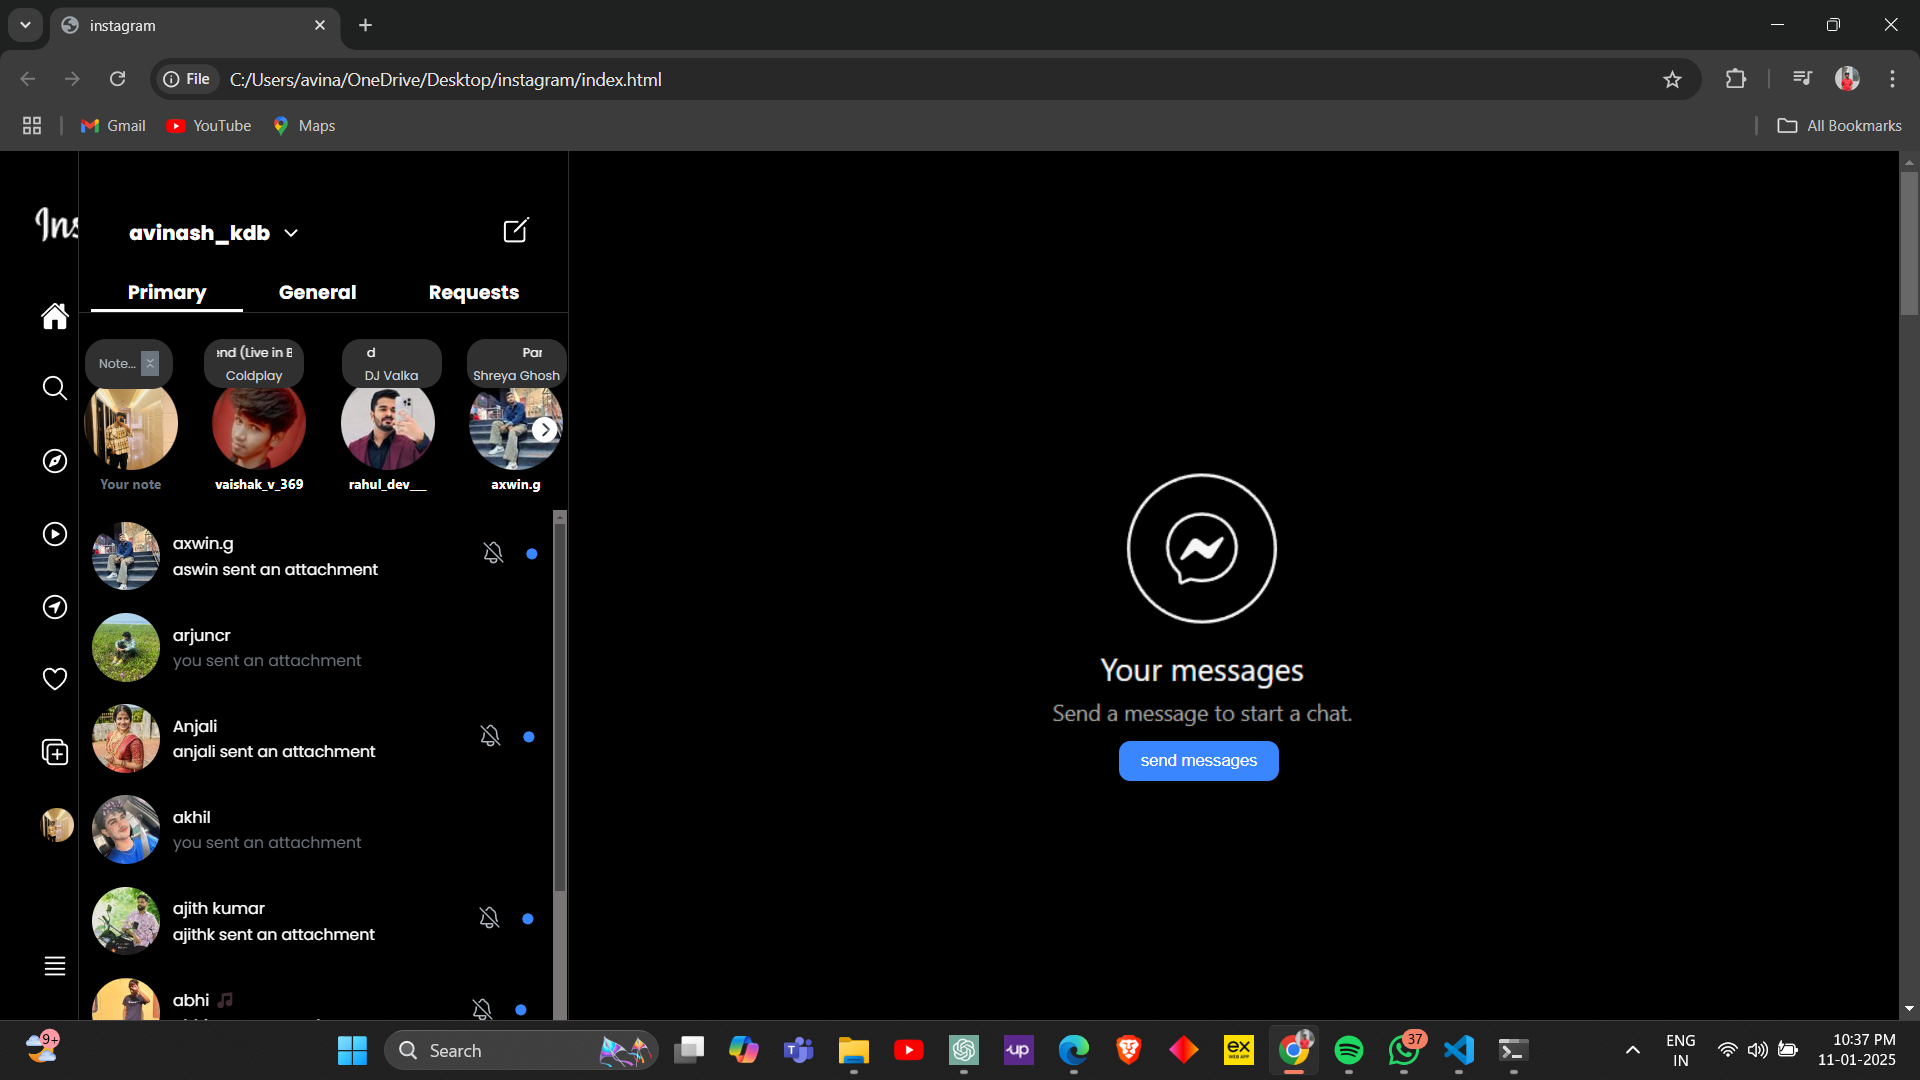 instagram
File
C:/Users/avina/OneDrive/Desktop/instagram/index.html
Gmail
YouTube
Maps
All Bookmarks
Ins
avinash_kdb
Primary
General
Requests
Note...
end (Live in B
Coldplay
d
DJ Valka
Par
Shreya Ghosh
Your note
vaishak_v_369
rahul_dev__
axwin.g
axwin.g
aswin sent an attachment
arjuncr
you sent an attachment
Anjali
anjali sent an attachment
akhil
you sent an attachment
ajith kumar
ajithk sent an attachment
abhi
Your messages
Send a message to start a chat.
send messages
9+
Search
T
up
ex
WEB APP
37
ENG
IN
10:37 PM
11-01-2025